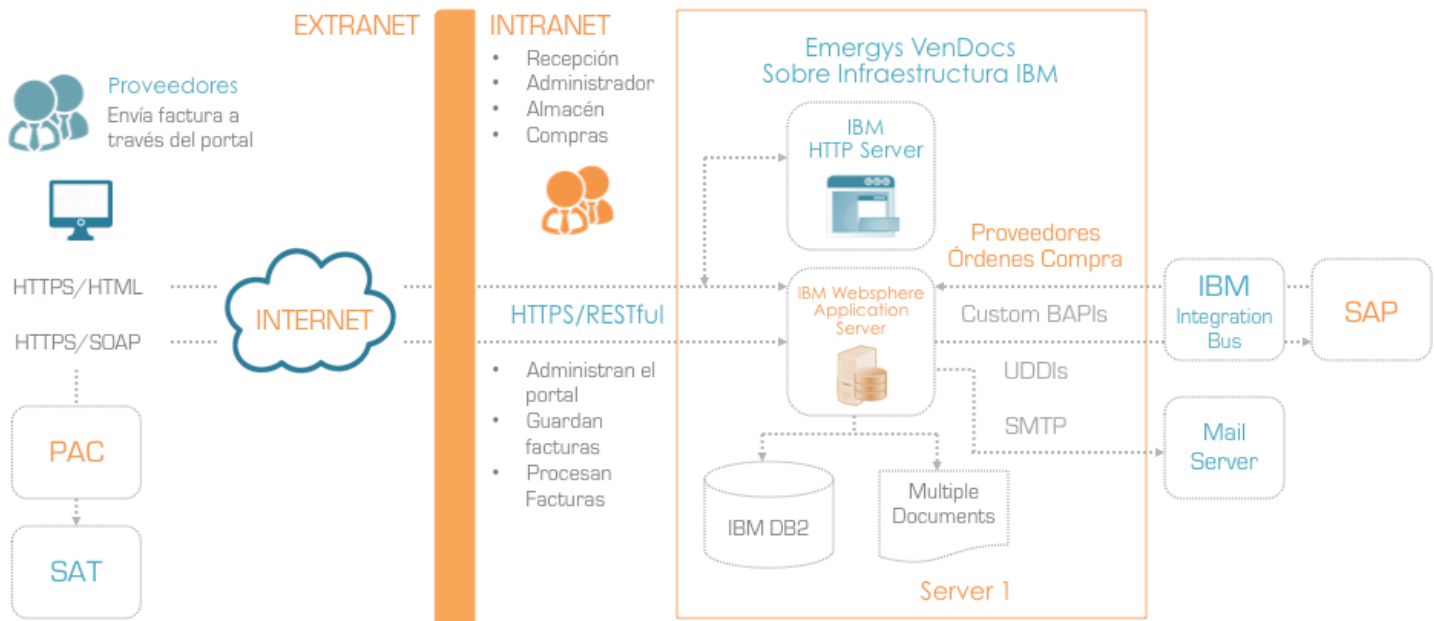 EXTRANET
Proveedores
Envía factura a
través del portal
HTTPS/HTML
HTTPS/SOAP
INTERNET
PAC
SAT
INTRANET
• Recepción
• Administrador
• Almacén
• Compras
HTTPS/RESTful
• Administran el
portal
• Guardan
facturas
• Procesan
Facturas
Emergys VenDocs
Sobre Infraestructura IBM
IBM
HTTP Server
IBM Websphere
Application
Server
IBM DB2
Multiple
Documents
Server 1
Proveedores
Órdenes Compra
Custom BAPIs
UDDIs
SMTP
IBM
Integration
Bus
SAP
Mail
Server